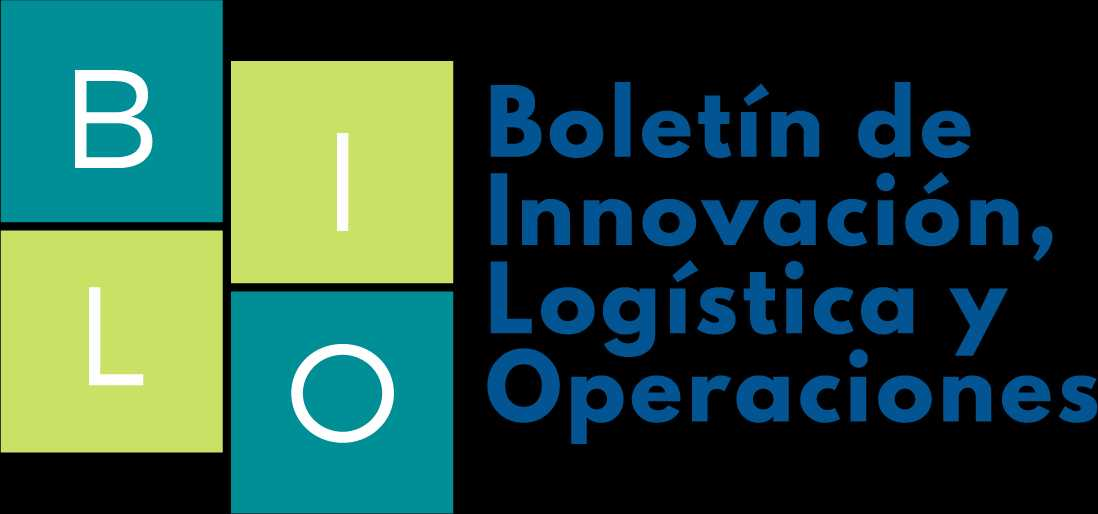 B
I
L
O
Boletín de
Innovación,
Logística y
Operaciones